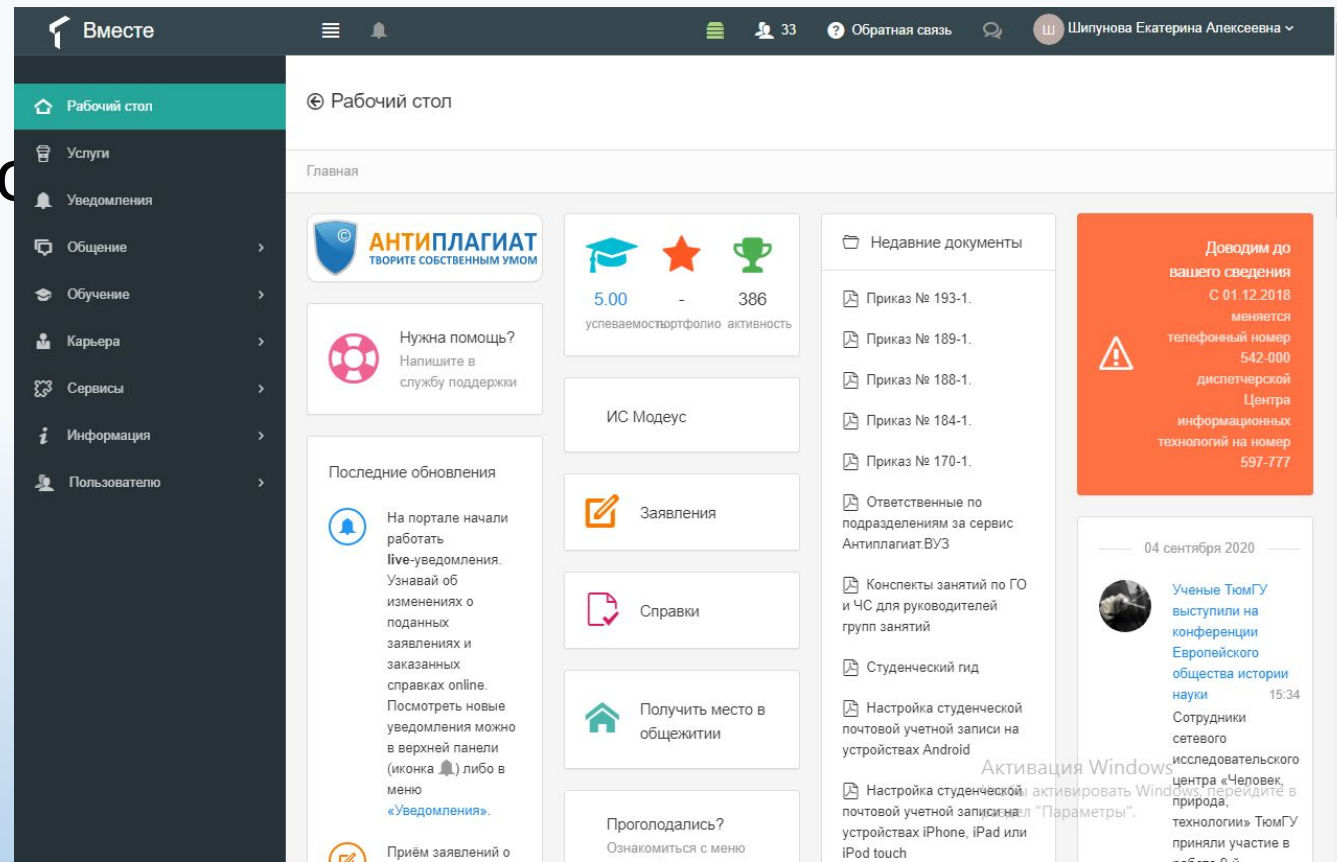 Вместе
33
Обратная связь
Ш
Шипунова Екатерина Алексеевна
Рабочий стол
Услуги
Уведомления
Общение
Обучение
Карьера
Сервисы
Информация
Пользователю
Рабочий стол
Главная
АНТИПЛАГИАТ
ТВОРИТЕ СОБСТВЕННЫМ УМОМ
Нужна помощь?
Напишите в
службу поддержки
Последние обновления
На портале начали
работать
live-уведомления.
Узнавай об
изменениях о
поданных
заявлениях и
заказанных
справках online.
Посмотреть новые
уведомления можно
в верхней панели
(иконка ) либо в
меню
«Уведомления».
Приём заявлений о
5.00
-
386
успеваемость
портфолио
активность
ИС Модеус
Заявления
Справки
Получить место в
общежитии
Проголодались?
Ознакомиться с меню
Недавние документы
Приказ № 193-1.
Приказ № 189-1.
Приказ № 188-1.
Приказ № 184-1.
Приказ № 170-1.
Ответственные по
подразделениям за сервис
Антиплагиат.ВУЗ
Конспекты занятий по ГО
и ЧС для руководителей
групп занятий
Студенческий гид
Настройка студенческой
почтовой учетной записи на
устройствах Android
Настройка студенческой
почтовой учетной записи на
устройствах iPhone, iPad или
iPod touch
Доводим до
вашего сведения
С 01.12.2018
меняется
телефонный номер
542-000
диспетчерской
Центра
информационных
технологий на номер
597-777
04 сентября 2020
Ученые ТюмГУ
выступили на
конференции
Европейского
общества истории
науки 15:34
Сотрудники
сетевого
исследовательского
центра «Человек,
природа,
технологии» ТюмГУ
приняли участие в
Активация Windows
активировать Windows, перейдите в
раздел "Параметры".